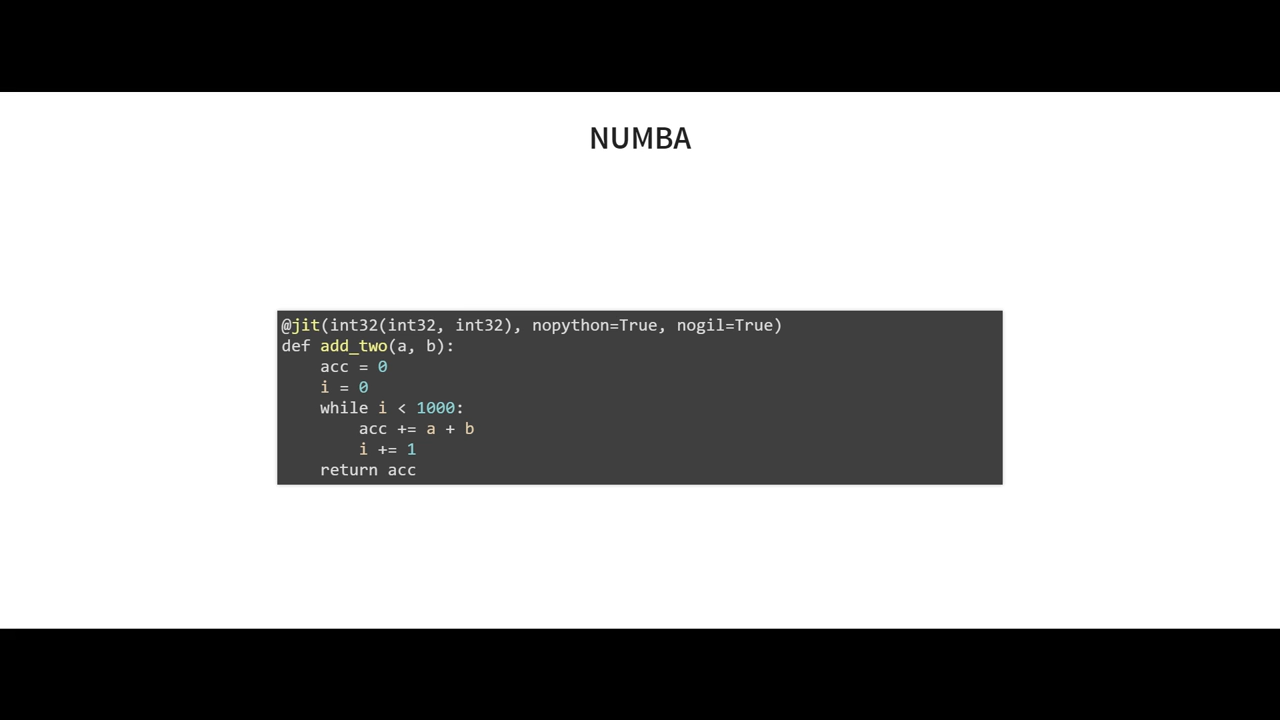 NUMBA
@jit(int32(int32, int32), nopython=True, nogil=True)
def add_two(a, b):
    acc = 0
    i = 0
    while i < 1000:
        acc += a + b
        i += 1
    return acc